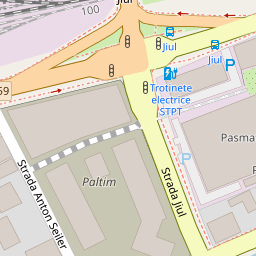 Jiul
100
Jiul
Jiul
59
Trotinete
electrice
STPT
P
Pasma
P
Paltim
Strada Jiul
Strada Anton Seiler
P